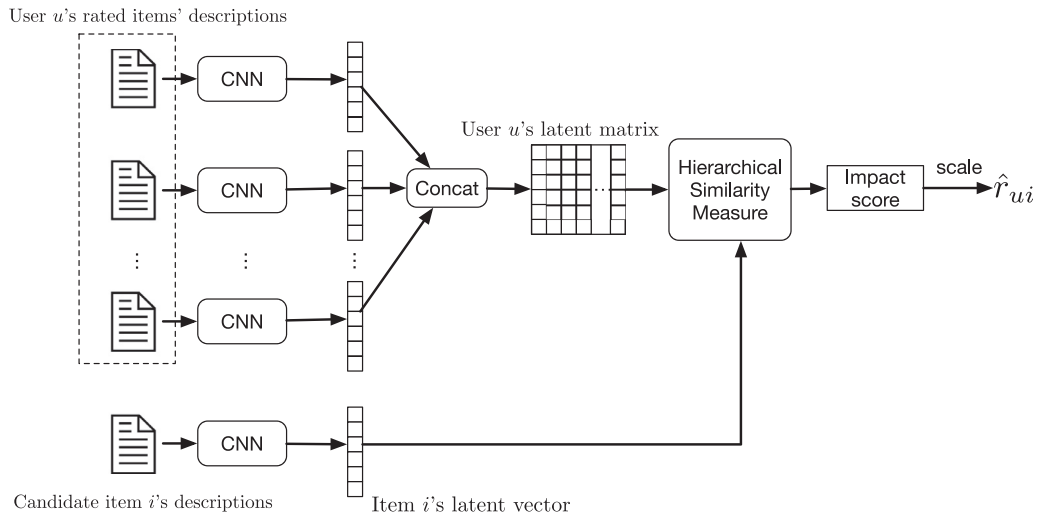 User u's rated items' descriptions
CNN
User u's latent matrix
CNN
Concat
...
Hierarchical
Similarity
Measure
Impact
score
scale
r̂ui
...
...
...
CNN
CNN
Candidate item i's descriptions
Item i's latent vector